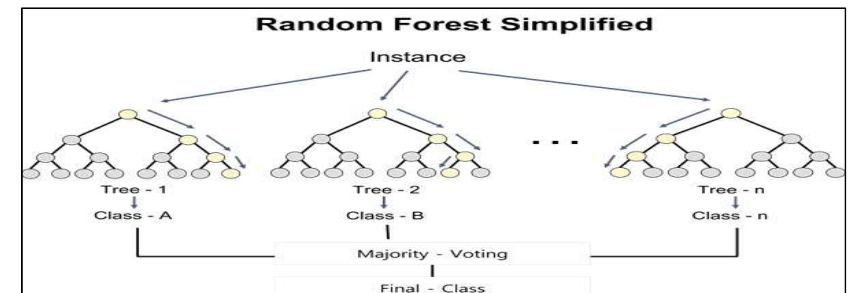 Random Forest Simplified
Instance
. . .
Tree - 1
Tree - 2
Tree - n
Class - A
Class - B
Class - n
Majority - Voting
Final - Class